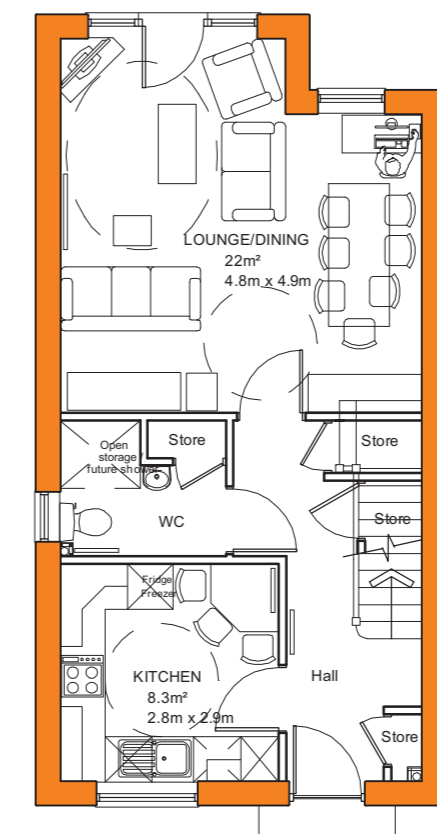 LOUNGE/DINING
22m²
4.8m x 4.9m
Open
storage /
future shower
Store
Store
WC
Store
Fridge
Freezer
KITCHEN
8.3m²
2.8m x 2.9m
Hall
Store